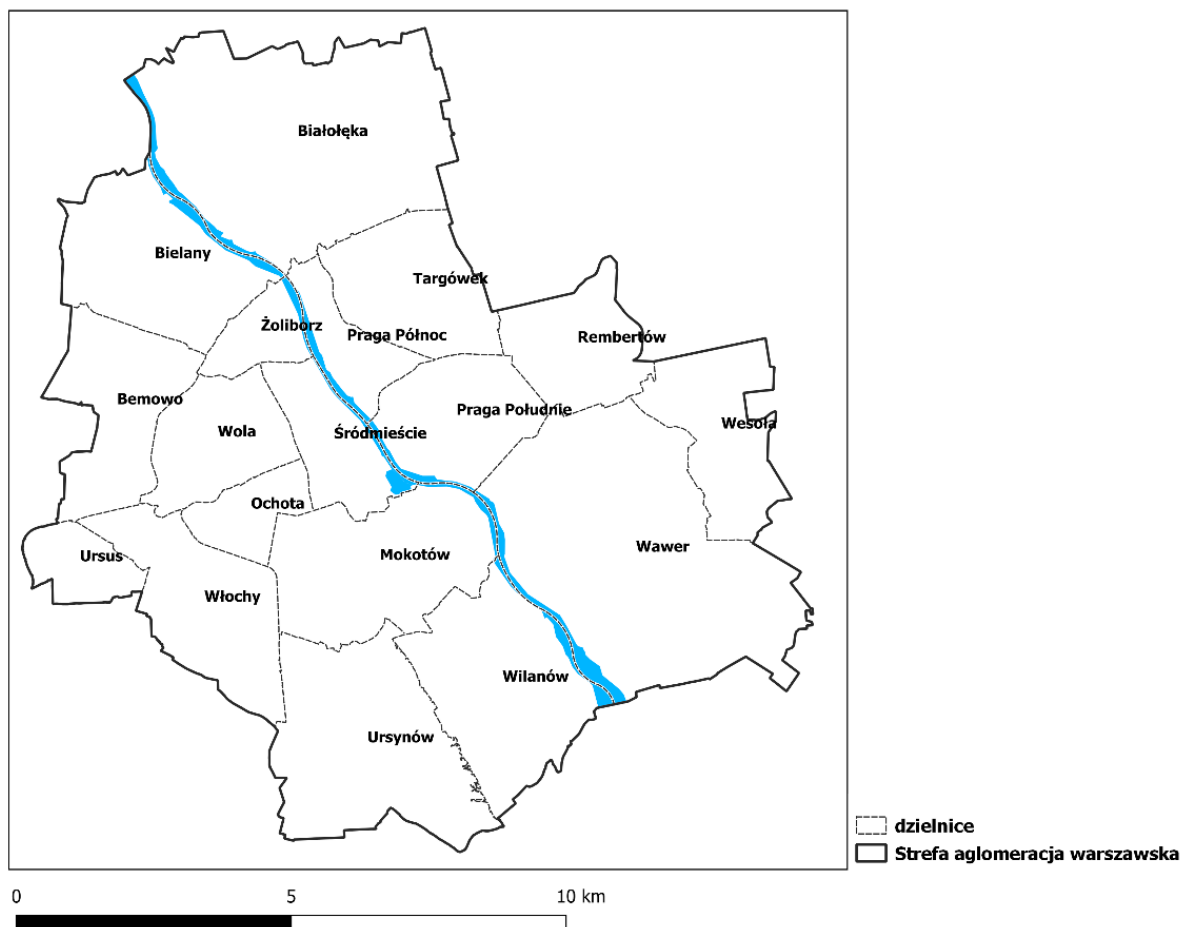 Białołęka
Bielany
Targówek
Żoliborz
Praga Północ
Rembertów
Bemowo
Praga Południe
Wola
Śródmieście
Wesoła
Ochota
Ursus
Mokotów
Wawer
Włochy
Wilanów
Ursynów
dzielnice
Strefa aglomeracja warszawska
0 5 10 km